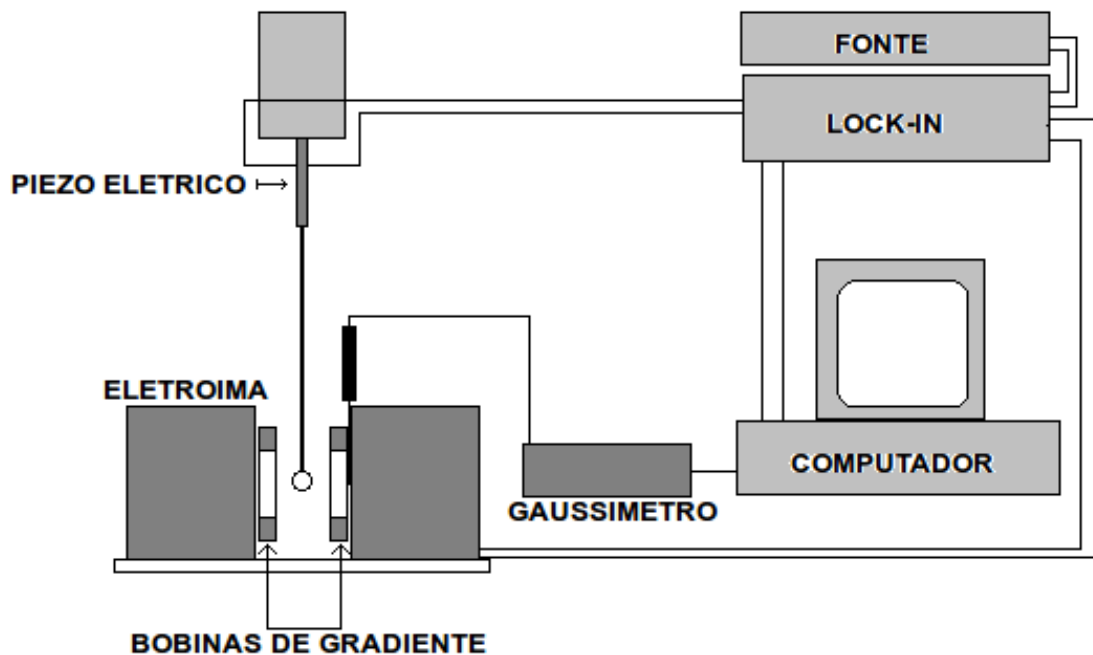 FONTE
LOCK-IN
PIEZO ELETRICO
ELETROIMA
COMPUTADOR
GAUSSIMETRO
BOBINAS DE GRADIENTE